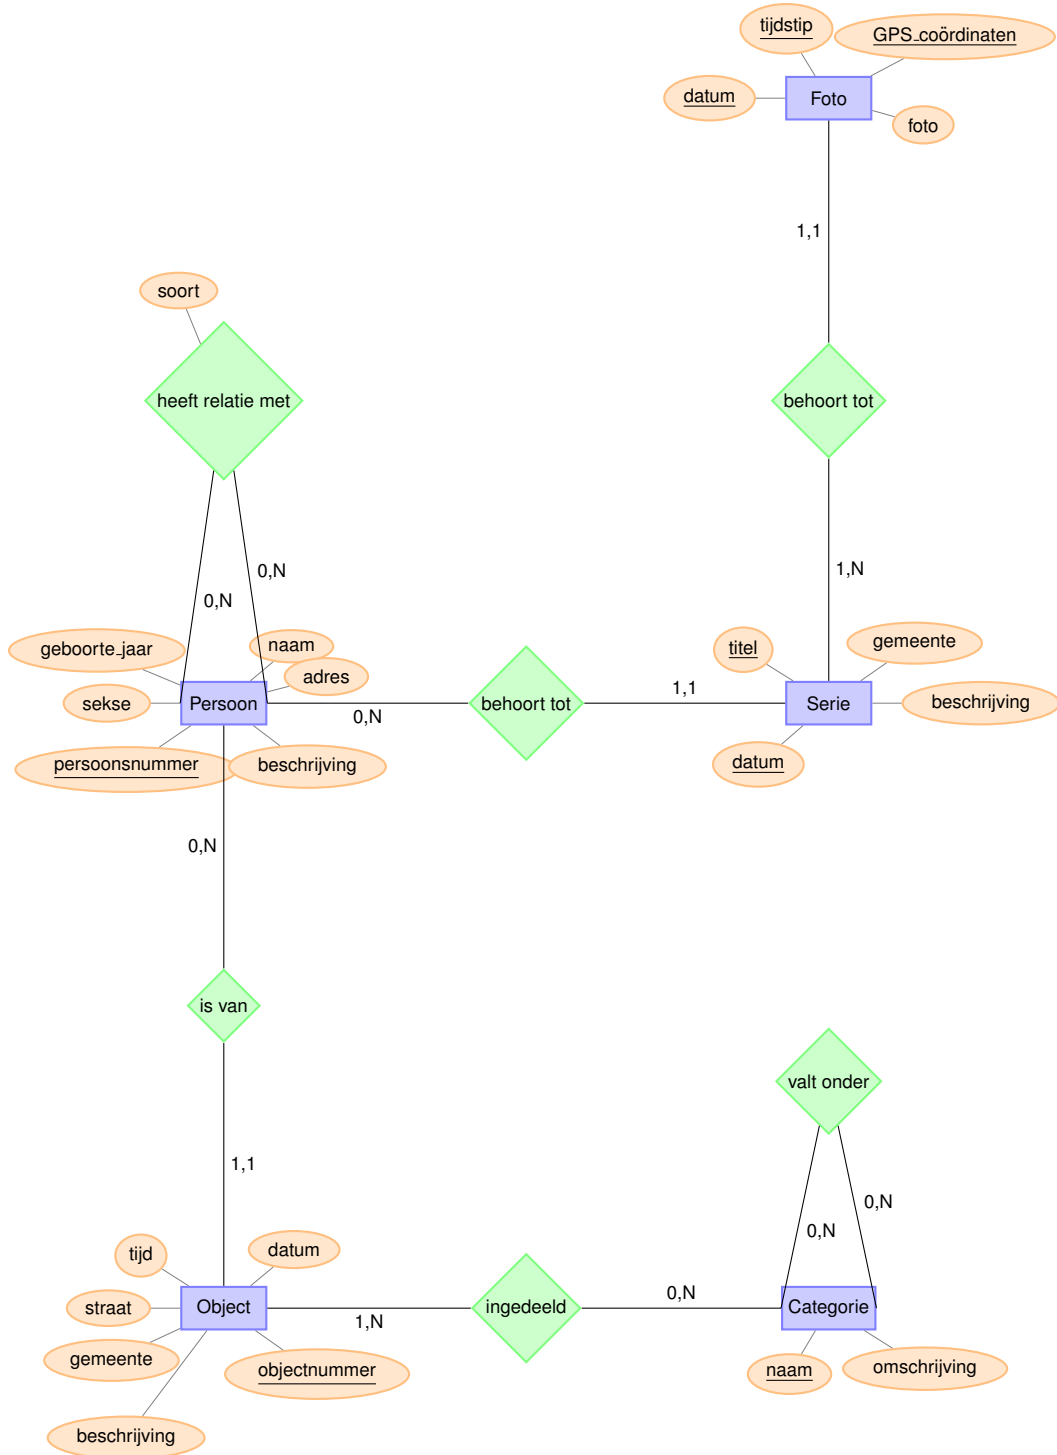 tijdstip
GPS_coördinaten
datum
Foto
foto
1,1
soort
heeft relatie met
behoort tot
0,N
0,N
1,N
geboorte_jaar
naam
titel
gemeente
adres
sekse
Persoon
behoort tot
1,1
Serie
beschrijving
0,N
persoonsnummer
beschrijving
datum
0,N
is van
valt onder
1,1
0,N
0,N
tijd
datum
straat
Object
ingedeeld
0,N
Categorie
1,N
gemeente
objectnummer
naam
omschrijving
beschrijving